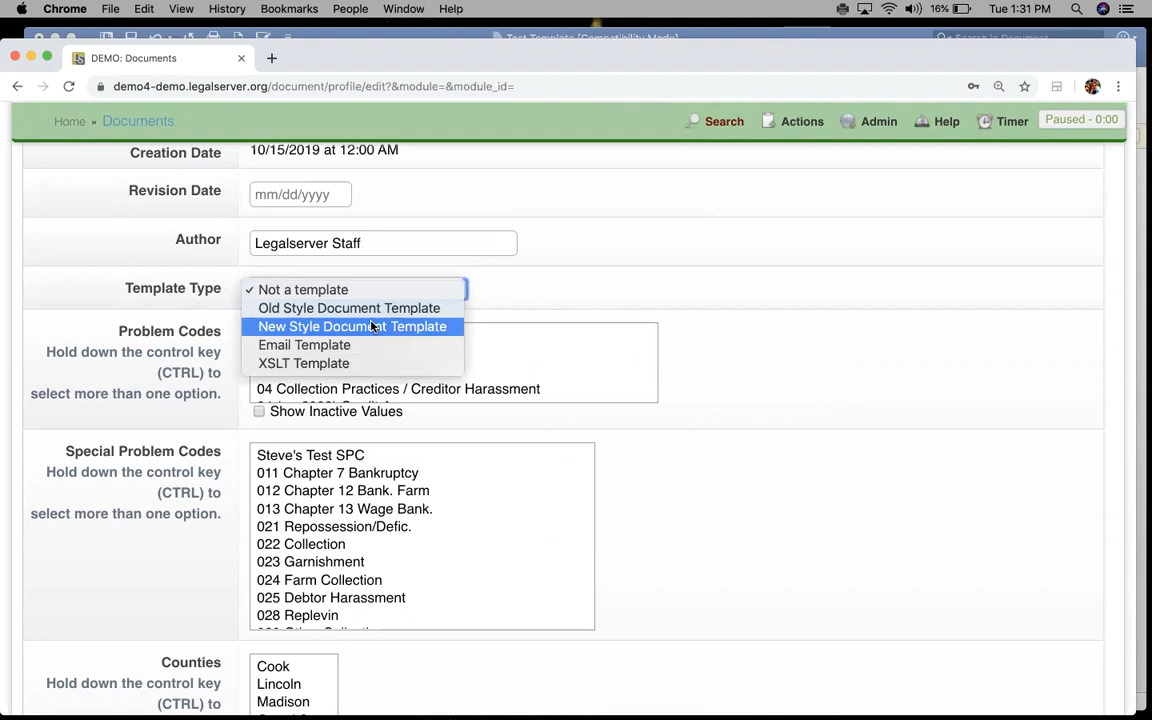 Chrome File Edit View History Bookmarks People Window Help 16% Tue 1:31 PM
Test Template [Compatibility Mode] Search in Document
DEMO: Documents
demo4-demo.legalserver.org/document/profile/edit?&module=&module_id=
Home » Documents Search Actions Admin Help Timer Paused - 0:00
Creation Date 10/15/2019 at 12:00 AM
Revision Date mm/dd/yyyy
Author Legalserver Staff
Template Type ✓ Not a template
Old Style Document Template
New Style Document Template
Email Template
XSLT Template
Problem Codes
Hold down the control key
(CTRL) to
select more than one option.
04 Collection Practices / Creditor Harassment
Show Inactive Values
Special Problem Codes
Hold down the control key
(CTRL) to
select more than one option.
Steve's Test SPC
011 Chapter 7 Bankruptcy
012 Chapter 12 Bank. Farm
013 Chapter 13 Wage Bank.
021 Repossession/Defic.
022 Collection
023 Garnishment
024 Farm Collection
025 Debtor Harassment
028 Replevin
Counties
Hold down the control key
(CTRL) to
Cook
Lincoln
Madison